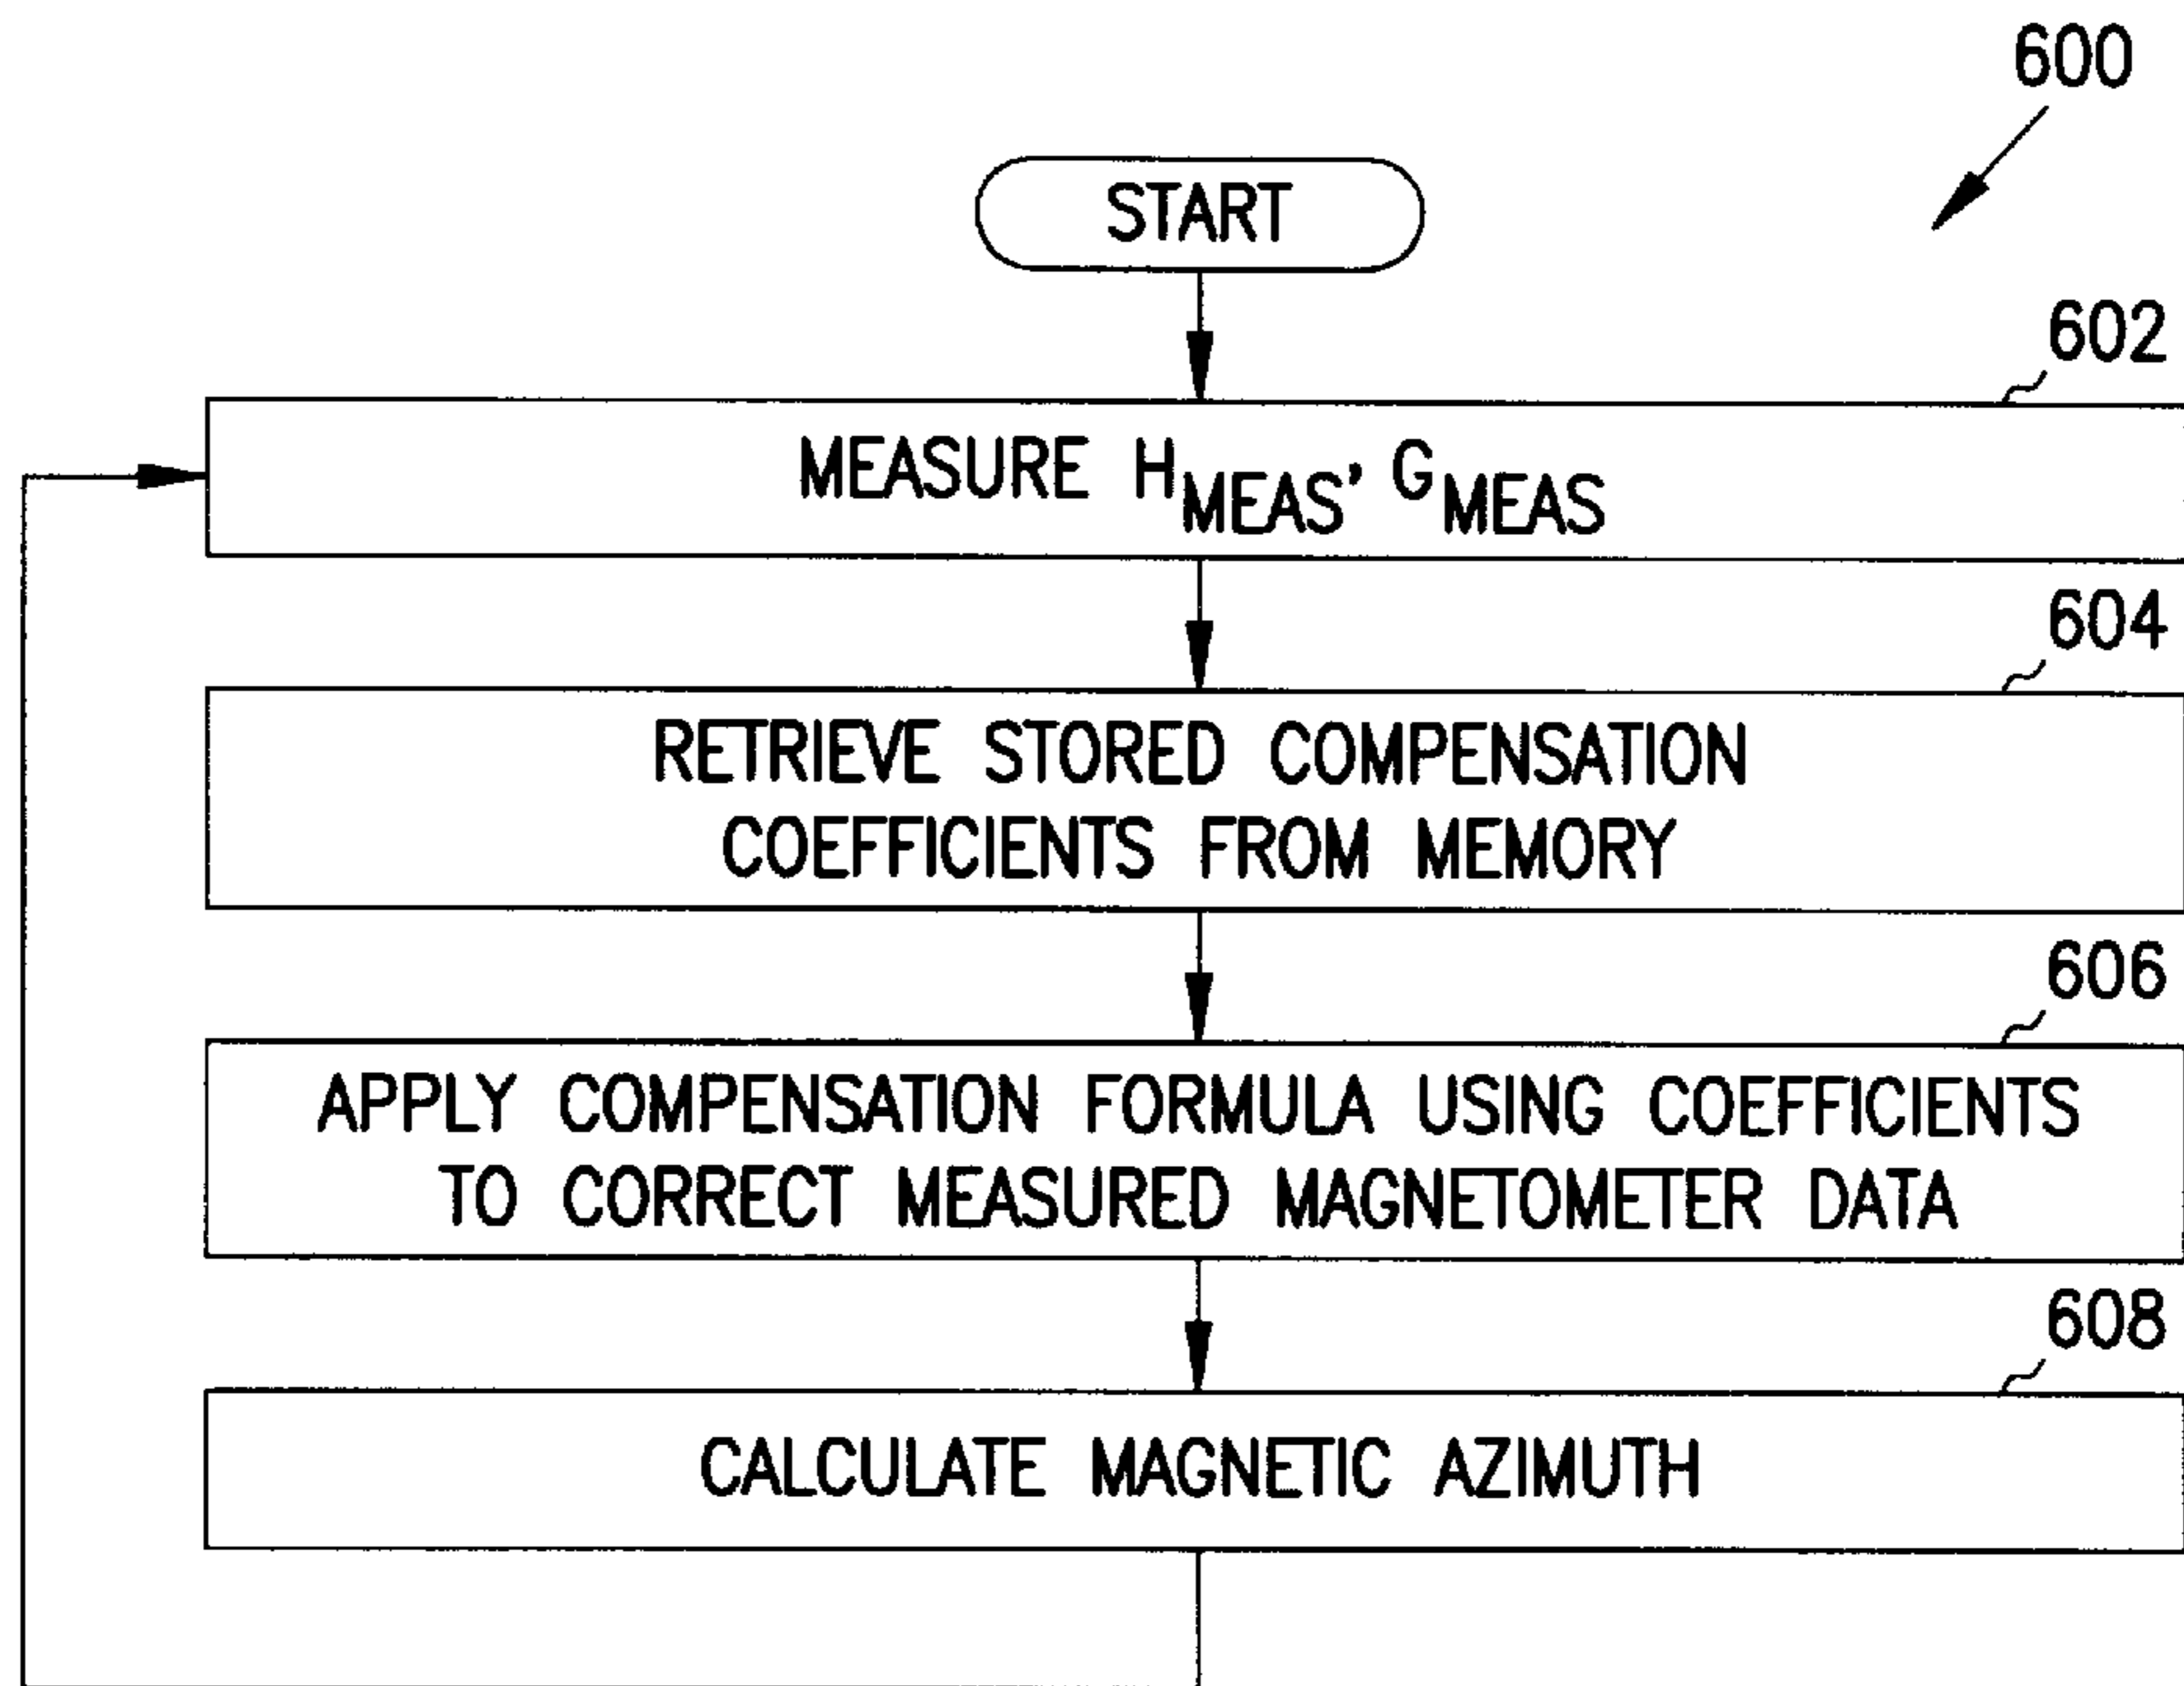 600
START
602
MEASURE HMEAS, GMEAS
604
RETRIEVE STORED COMPENSATION
COEFFICIENTS FROM MEMORY
606
APPLY COMPENSATION FORMULA USING COEFFICIENTS
TO CORRECT MEASURED MAGNETOMETER DATA
608
CALCULATE MAGNETIC AZIMUTH